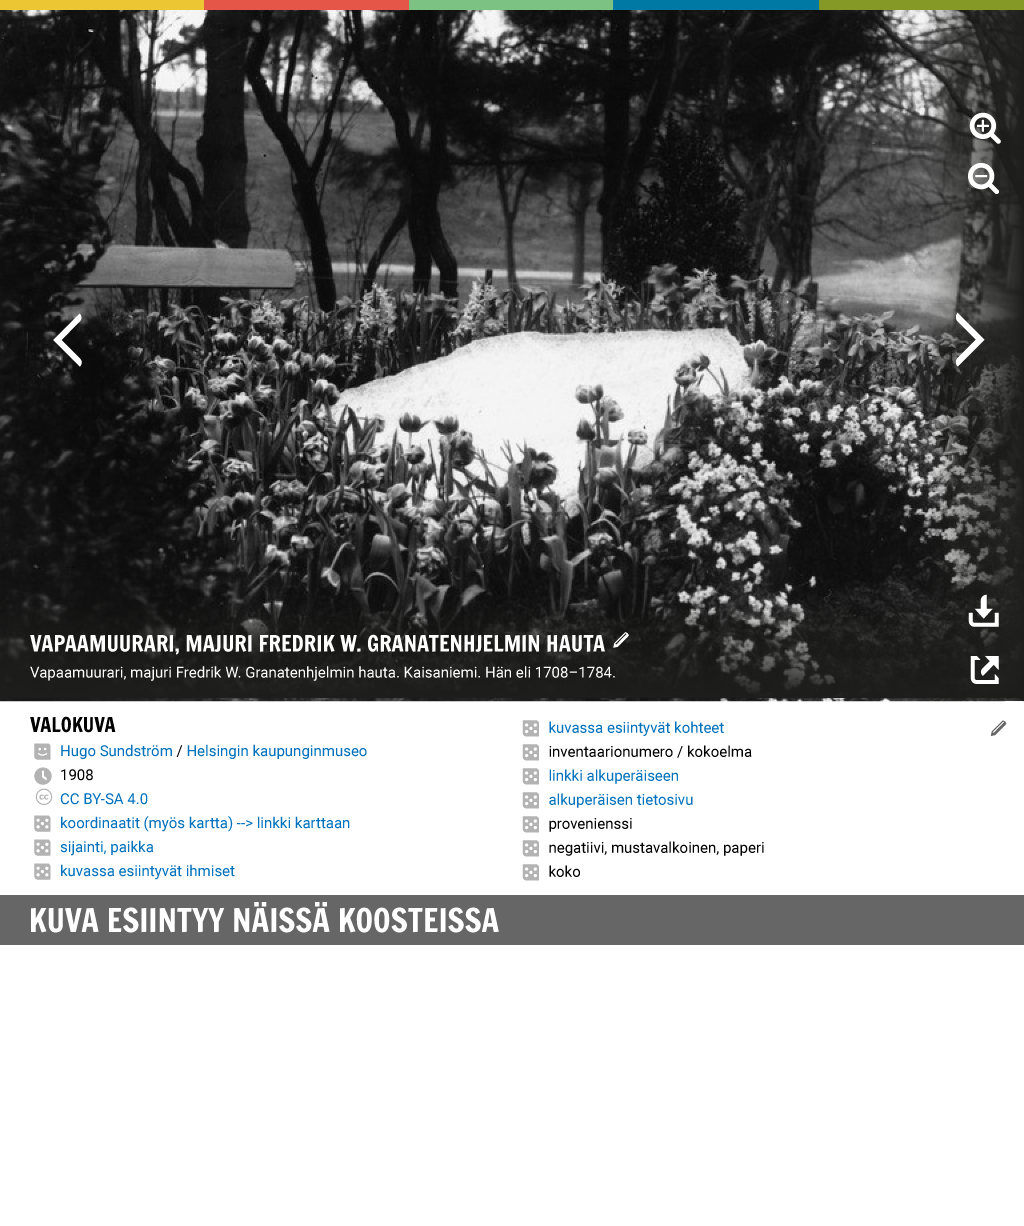 VAPAAMUURARI, MAJURI FREDRIK W. GRANATENHJELMIN HAUTA
Vapaamuurari, majuri Fredrik W. Granatenhjelmin hauta. Kaisaniemi. Hän eli 1708–1784.
VALOKUVA
Hugo Sundström / Helsingin kaupunginmuseo
1908
CC BY-SA 4.0
koordinaatit (myös kartta) --> linkki karttaan
sijainti, paikka
kuvassa esiintyvät ihmiset
kuvassa esiintyvät kohteet
inventaarionumero / kokoelma
linkki alkuperäiseen
alkuperäisen tietosivu
provenienssi
negatiivi, mustavalkoinen, paperi
koko
KUVA ESIINTYY NÄISSÄ KOOSTEISSA